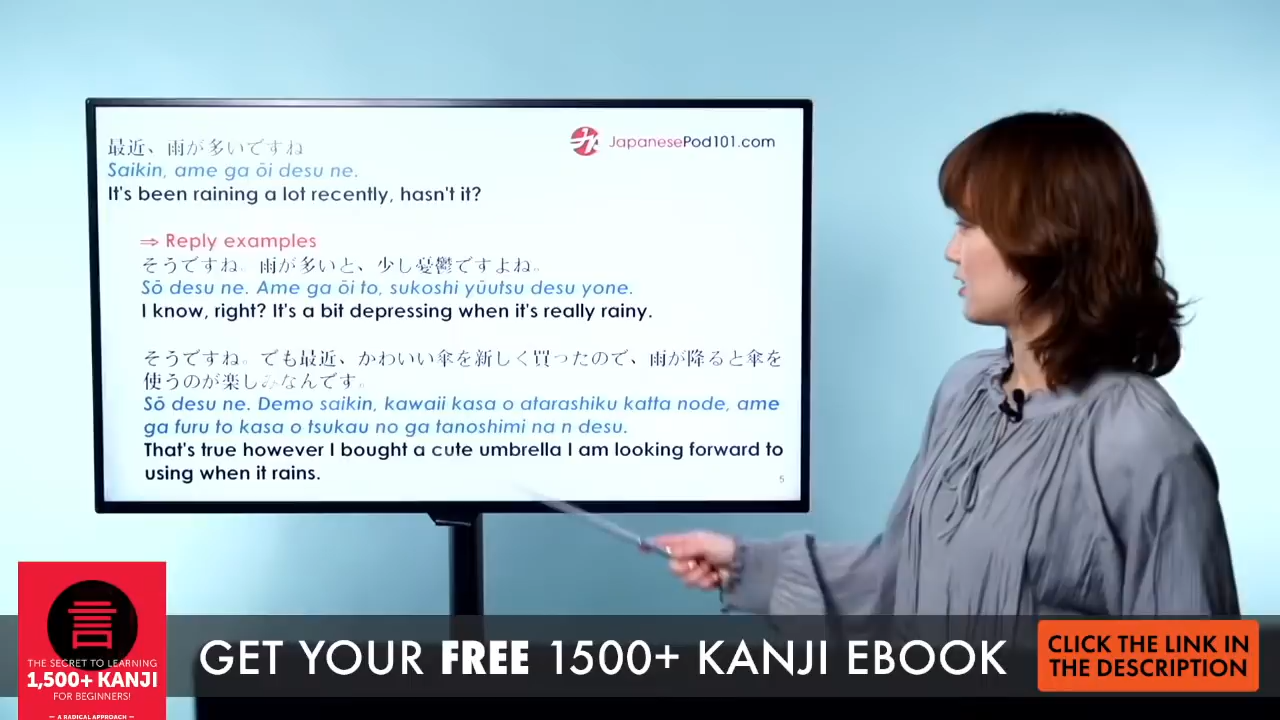 最近、雨が多いですね
Saikin, ame ga ōi desu ne.
It's been raining a lot recently, hasn't it?
JapanesePod101.com
⇒ Reply examples
そうですね。雨が多いと、少し憂鬱ですよね。
Sō desu ne. Ame ga ōi to, sukoshi yūutsu desu yone.
I know, right? It's a bit depressing when it's really rainy.
そうですね。でも最近、かわいい傘を新しく買ったので、雨が降ると傘を
使うのが楽しみなんです。
Sō desu ne. Demo saikin, kawaii kasa o atarashiku katta node, ame
ga furu to kasa o tsukau no ga tanoshimi na n desu.
That's true however I bought a cute umbrella I am looking forward to
using when it rains.
5
言
THE SECRET TO LEARNING
1,500+ KANJI
FOR BEGINNERS!
— A RADICAL APPROACH —
GET YOUR FREE 1500+ KANJI EBOOK
CLICK THE LINK IN
THE DESCRIPTION